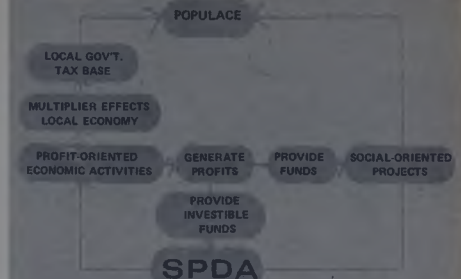 POPULACE
LOCAL GOV'T.
TAX BASE
MULTIPLIER EFFECTS
LOCAL ECONOMY
PROFIT-ORIENTED
ECONOMIC ACTIVITIES
GENERATE
PROFITS
PROVIDE
FUNDS
SOCIAL-ORIENTED
PROJECTS
PROVIDE
INVESTIBLE
FUNDS
SPDA